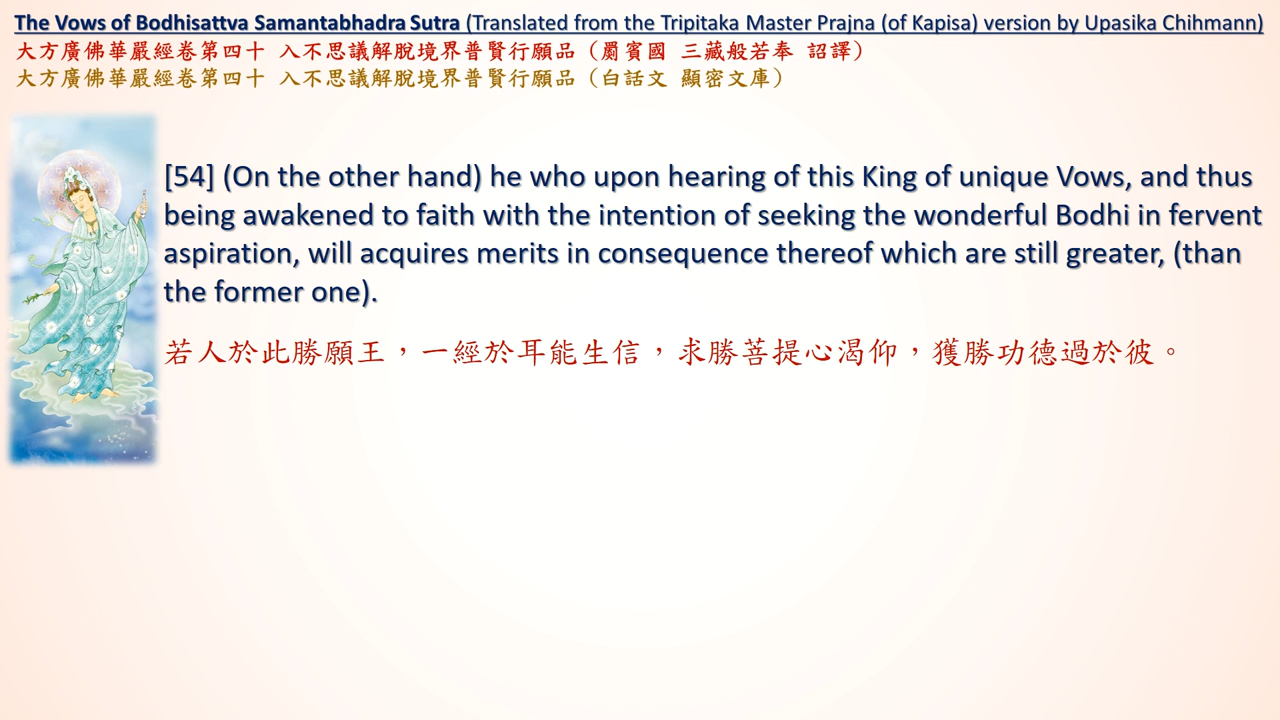 The Vows of Bodhisattva Samantabhadra Sutra (Translated from the Tripitaka Master Prajna (of Kapisa) version by Upasika Chihmann)
大方廣佛華嚴經卷第四十 入不思議解脫境界普賢行願品（罽賓國 三藏般若奉 詔譯）
大方廣佛華嚴經卷第四十 入不思議解脫境界普賢行願品（白話文 顯密文庫）
[54] (On the other hand) he who upon hearing of this King of unique Vows, and thus
being awakened to faith with the intention of seeking the wonderful Bodhi in fervent
aspiration, will acquires merits in consequence thereof which are still greater, (than
the former one).
若人於此勝願王，一經於耳能生信，求勝菩提心渴仰，獲勝功德過於彼。